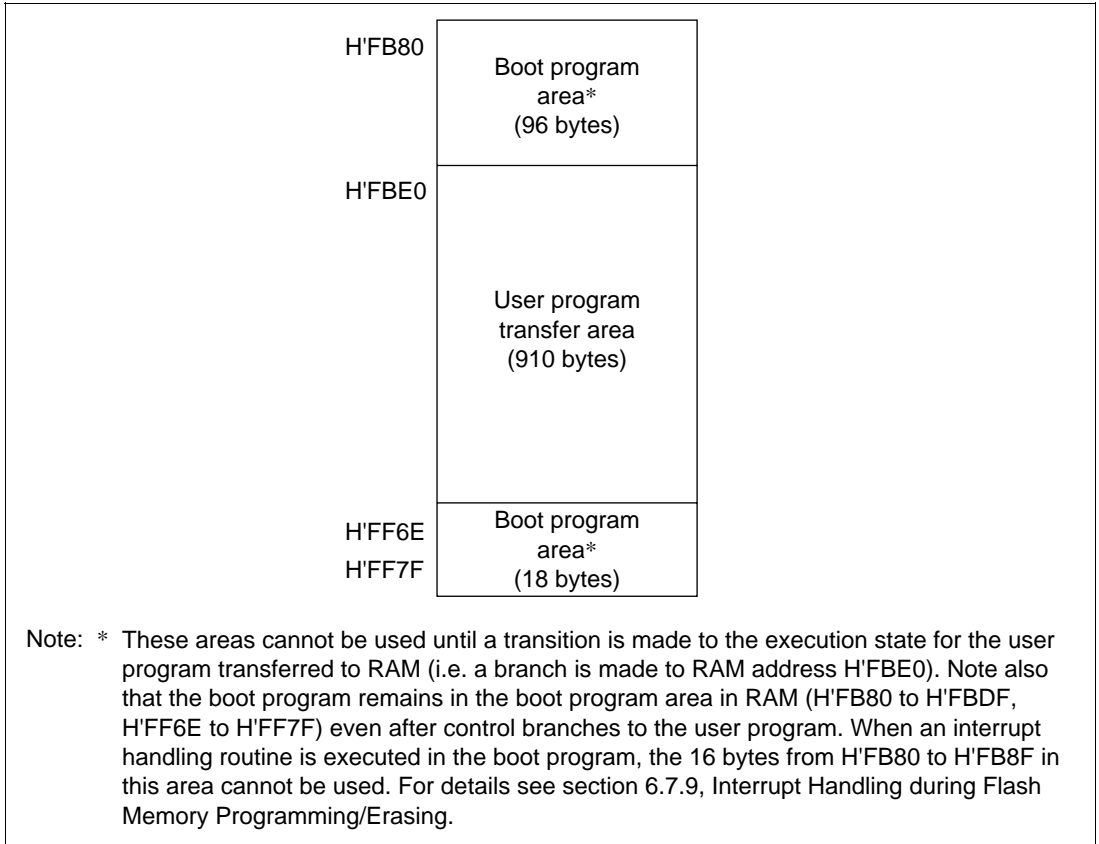 H'FB80
Boot program
area*
(96 bytes)
H'FBE0
User program
transfer area
(910 bytes)
H'FF6E
Boot program
area*
H'FF7F
(18 bytes)
Note: * These areas cannot be used until a transition is made to the execution state for the user
program transferred to RAM (i.e. a branch is made to RAM address H'FBE0). Note also
that the boot program remains in the boot program area in RAM (H'FB80 to H'FBDF,
H'FF6E to H'FF7F) even after control branches to the user program. When an interrupt
handling routine is executed in the boot program, the 16 bytes from H'FB80 to H'FB8F in
this area cannot be used. For details see section 6.7.9, Interrupt Handling during Flash
Memory Programming/Erasing.